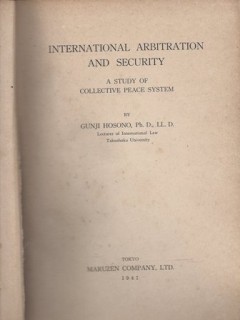 INTERNATIONAL ARBITRATION
AND SECURITY
A STUDY OF
COLLECTIVE PEACE SYSTEM
BY
GUNJI HOSONO, Ph. D., LL. D.
Lecturer of International Law
Takushoku University
TOKYO
MARUZEN COMPANY, LTD.
1941